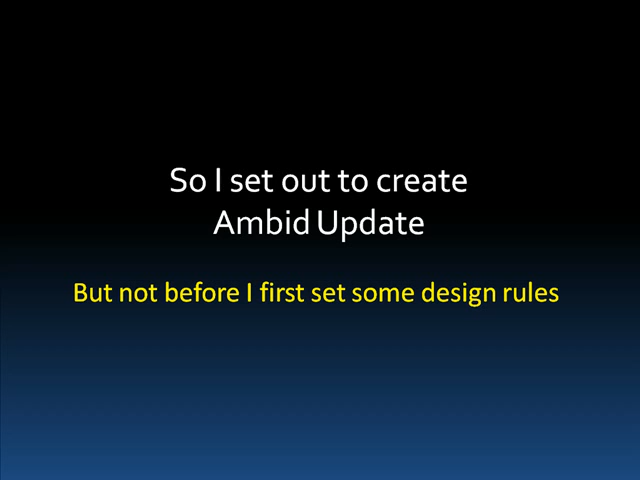 So I set out to create
Ambid Update
But not before I first set some design rules